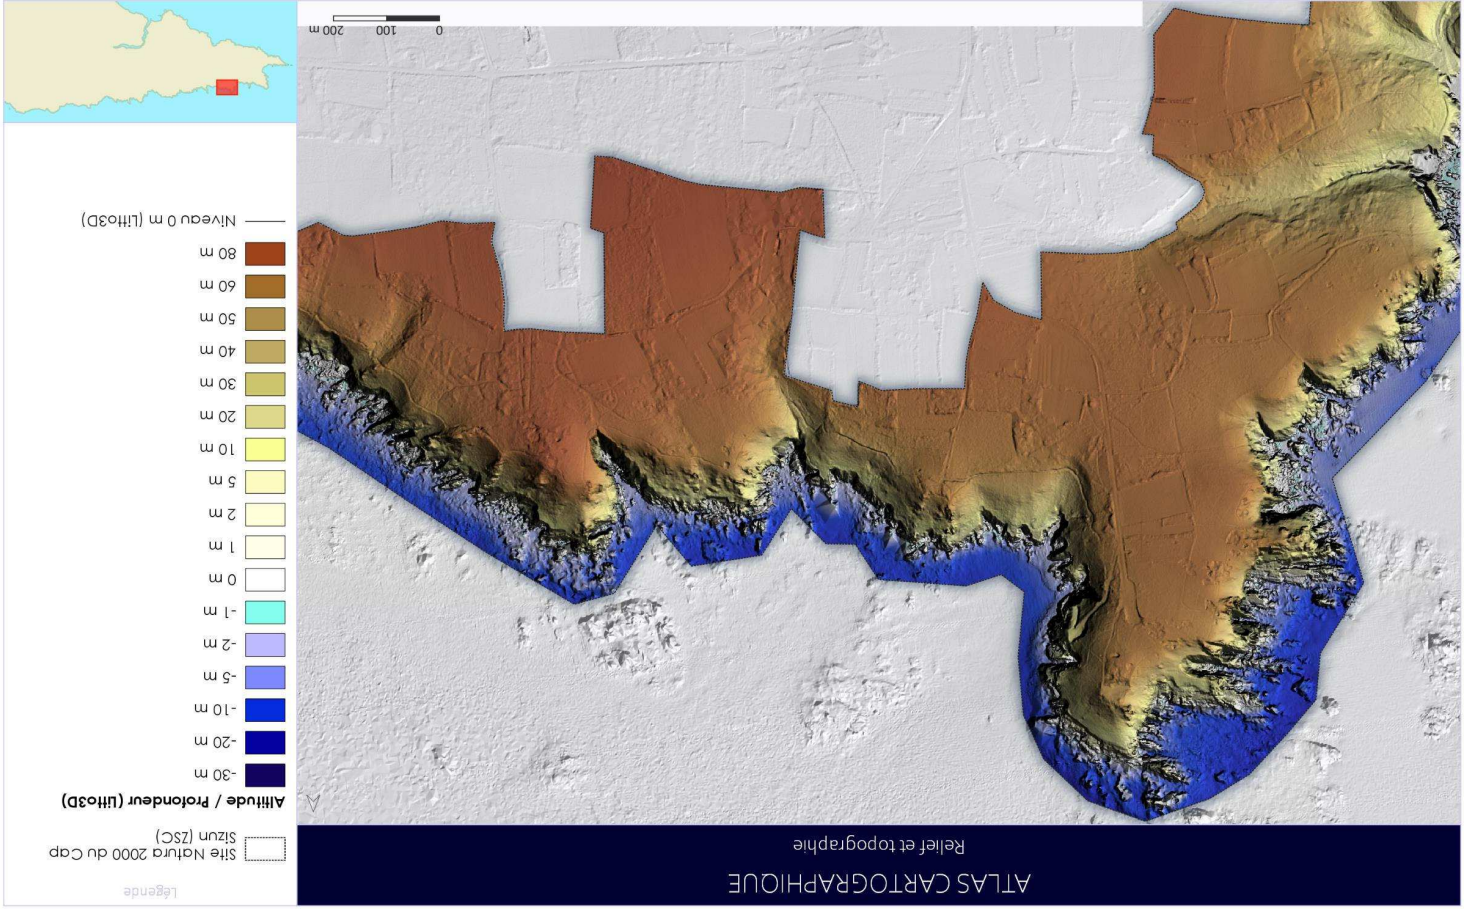 ATLAS CARTOGRAPHIQUE
Relief et topographie
Légende
Site Natura 2000 du Cap
Sizun (ZSC)
Altitude / Profondeur (Litto3D)
-30 m
-20 m
-10 m
-5 m
-2 m
-1 m
0 m
1 m
2 m
5 m
10 m
20 m
30 m
40 m
50 m
60 m
80 m
Niveau 0 m (Litto3D)
0 100 200 m